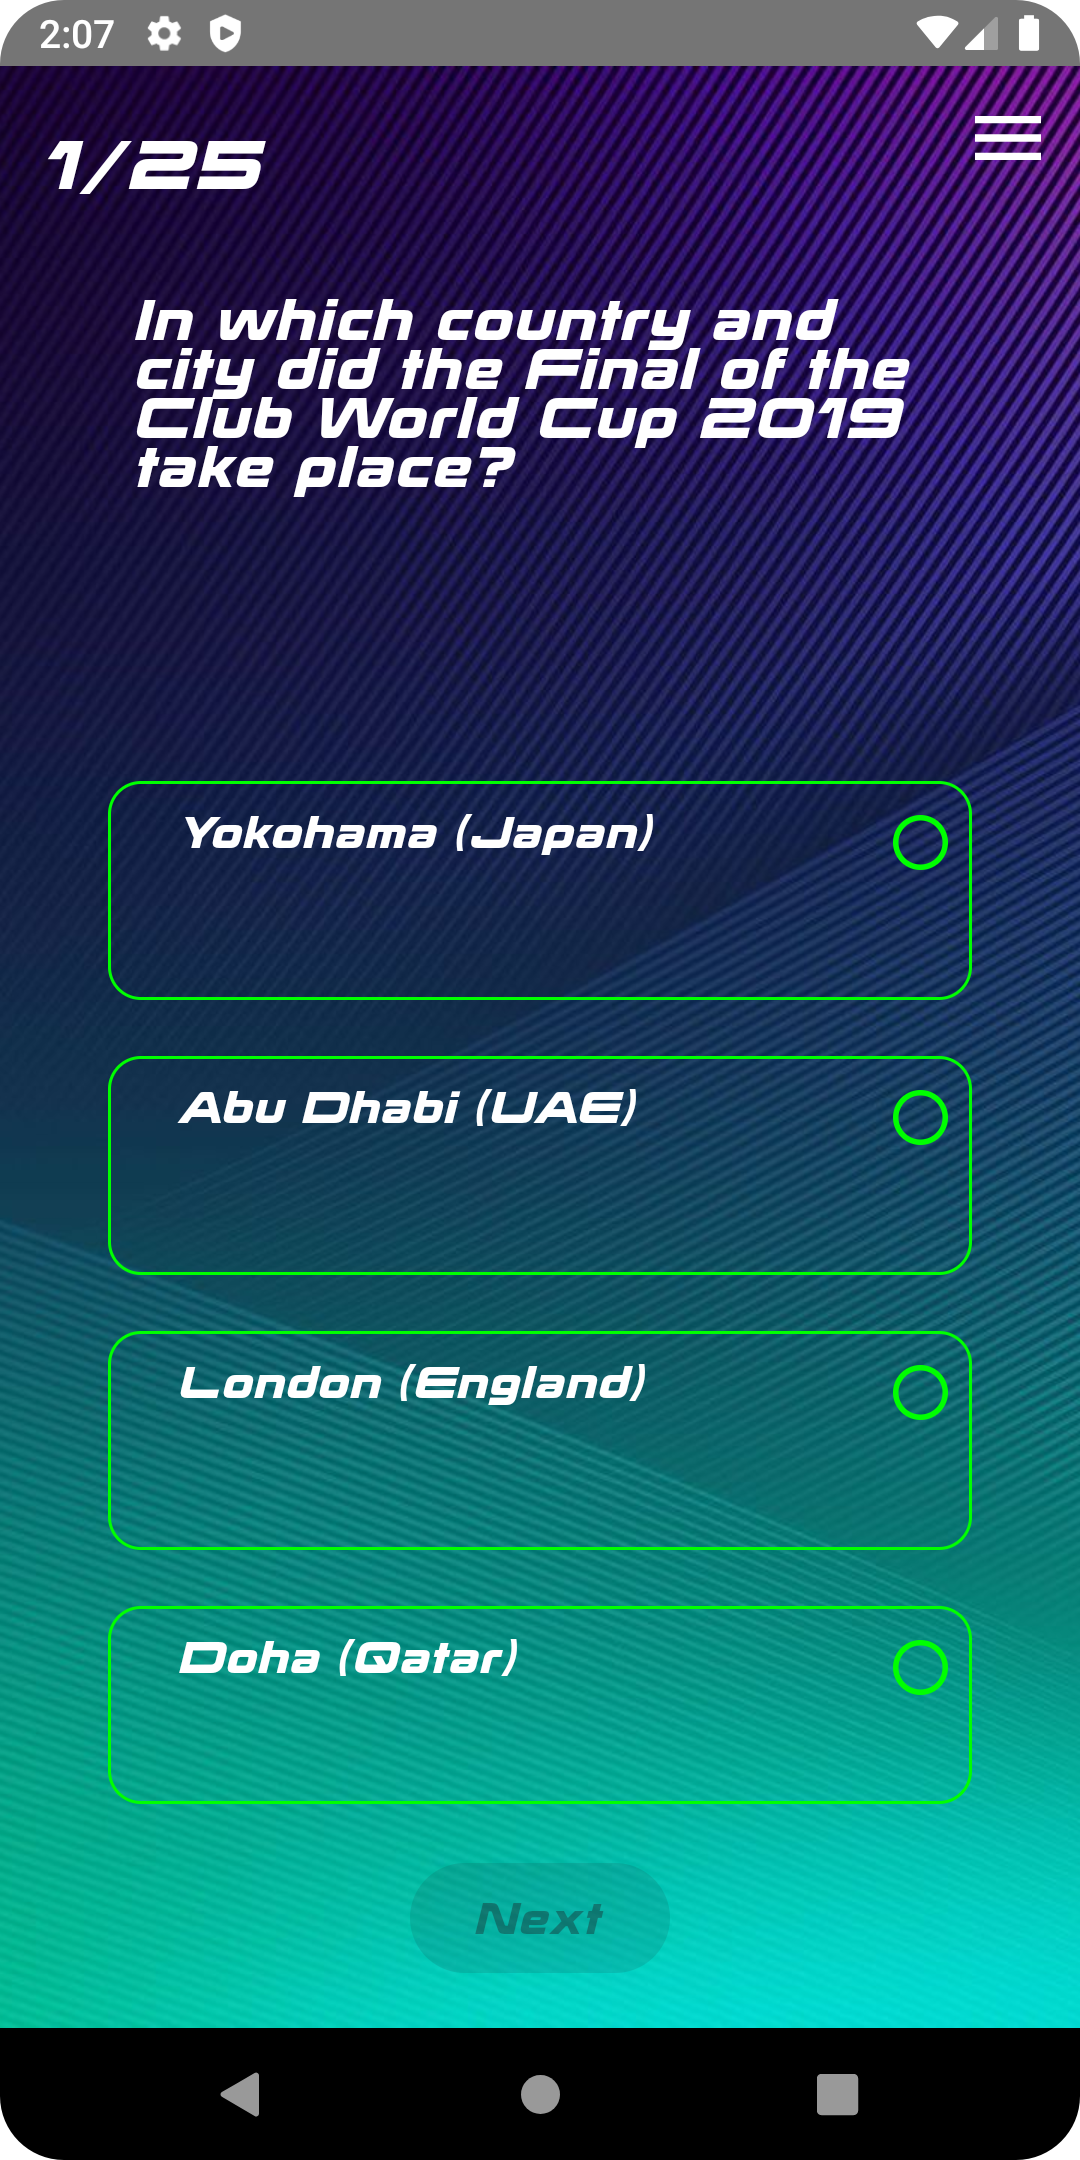 2:07
1/25
In which country and
city did the Final of the
Club World Cup 2019
take place?
Yokohama (Japan)
Abu Dhabi (UAE)
London (England)
Doha (Qatar)
Next